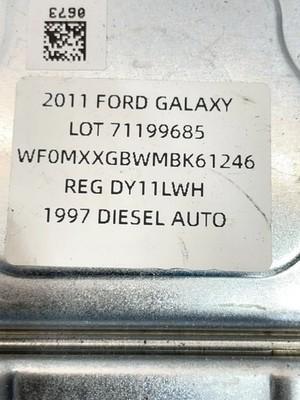 0673
2011 FORD GALAXY
LOT 71199685
WF0MXXGBWMBK61246
REG DY11LWH
1997 DIESEL AUTO